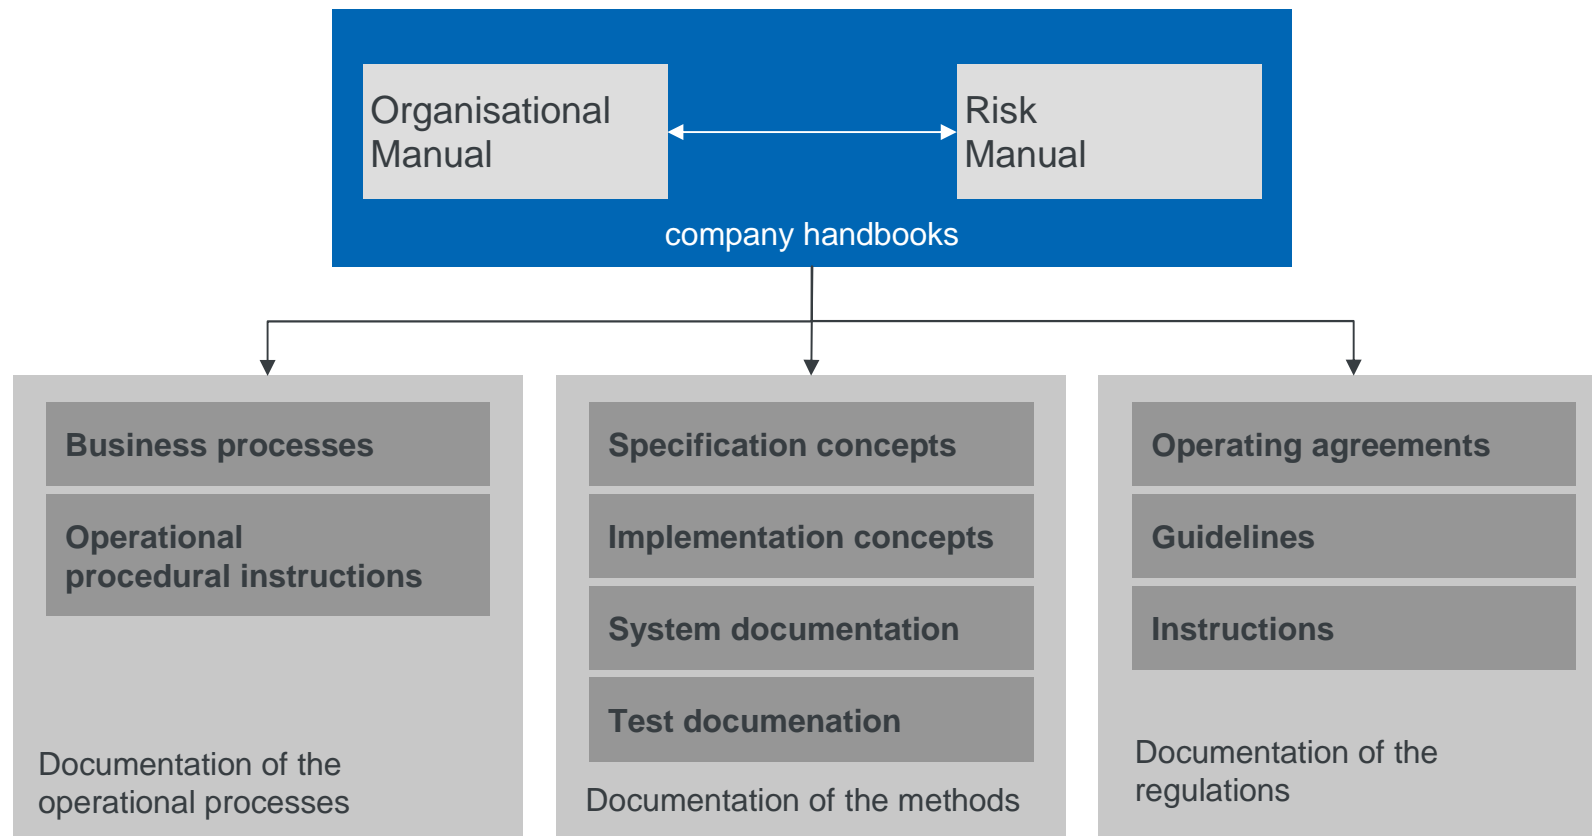 Organisational
Manual
Risk
Manual
company handbooks
Business processes
Operational
procedural instructions
Documentation of the
operational processes
Specification concepts
Implementation concepts
System documentation
Test documenation
Documentation of the methods
Operating agreements
Guidelines
Instructions
Documentation of the
regulations